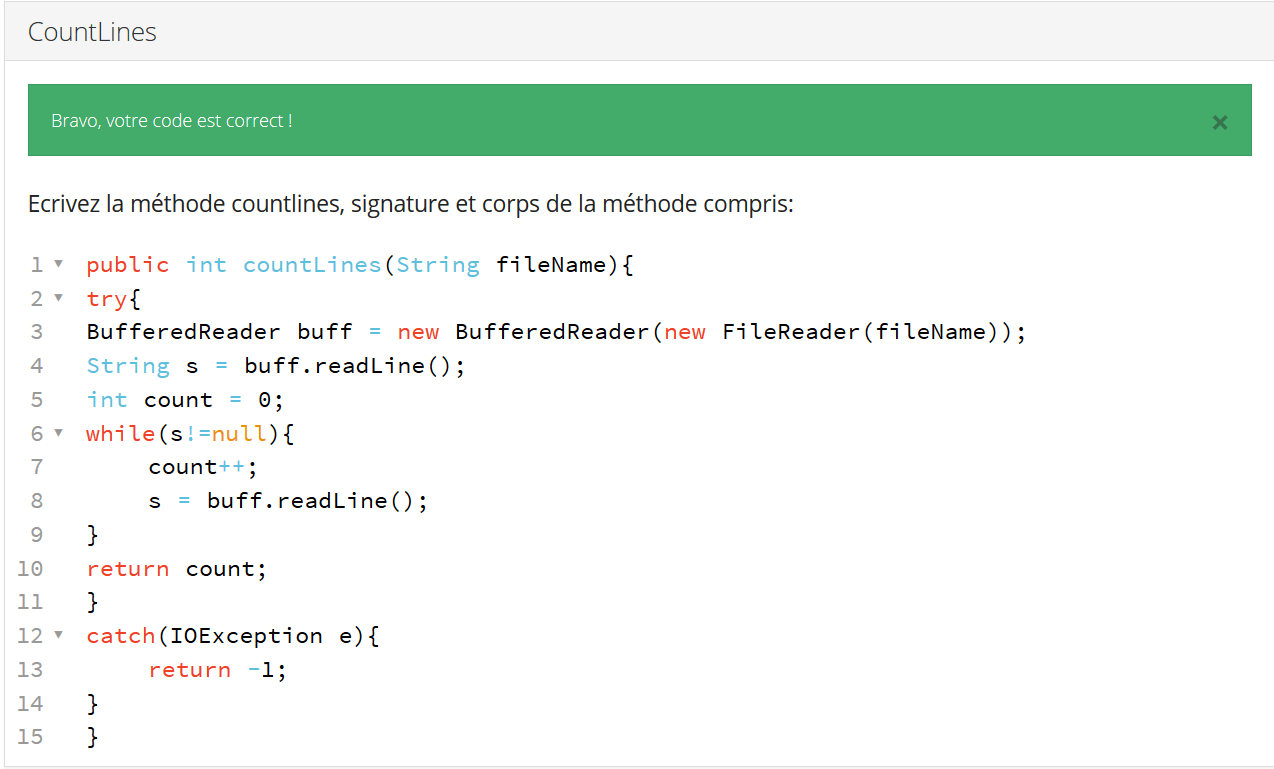 CountLines
Bravo, votre code est correct !
×
Ecrivez la méthode countlines, signature et corps de la méthode compris:
1 ▾ public int countLines(String fileName){
2 ▾ try{
3 BufferedReader buff = new BufferedReader(new FileReader(fileName));
4 String s = buff.readLine();
5 int count = 0;
6 ▾ while(s!=null){
7 count++;
8 s = buff.readLine();
9 }
10 return count;
11 }
12 ▾ catch(IOException e){
13 return -1;
14 }
15 }